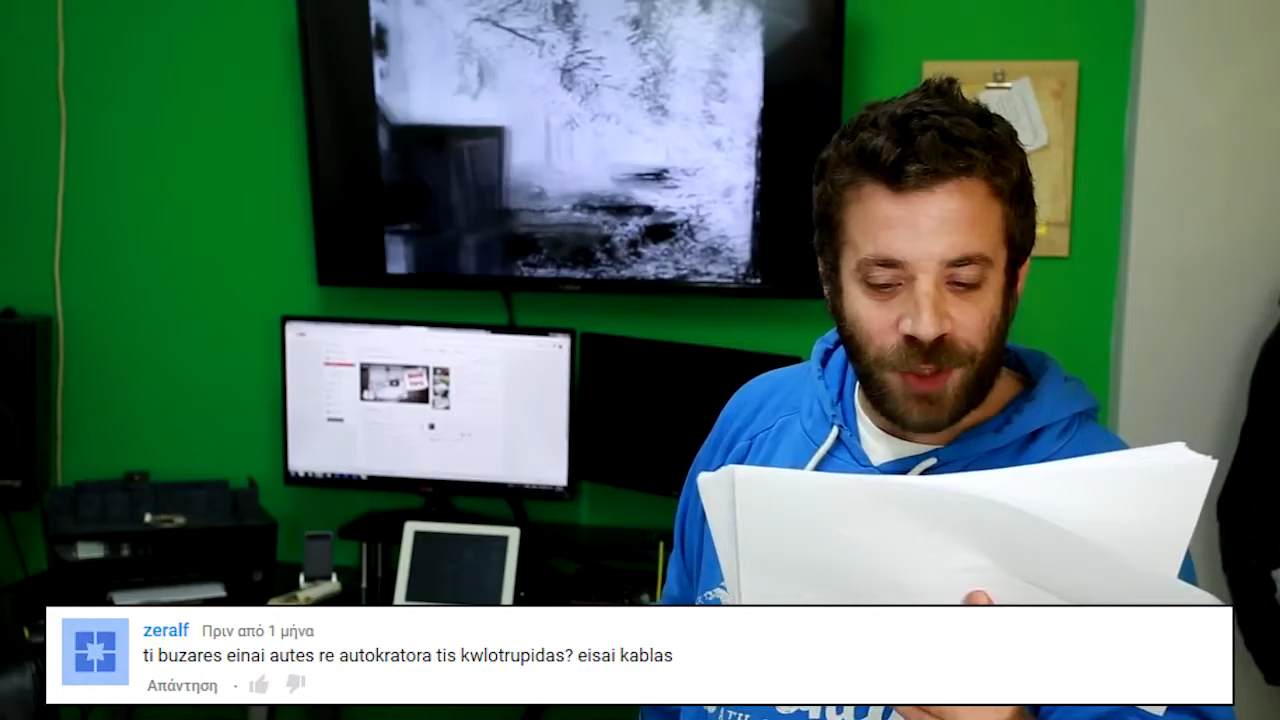 zeralf Πριν από 1 μήνα
ti buzares einai autes re autokratora tis kwlotrupidas? eisai kablas
Απάντηση ·